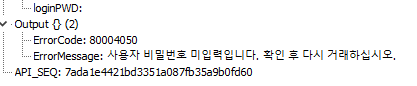 loginPWD:
Output {} (2)
ErrorCode: 80004050
ErrorMessage: 사용자 비밀번호 미입력입니다. 확인 후 다시 거래하십시오.
API_SEQ: 7ada1e4421bd3351a087fb35a9b0fd60